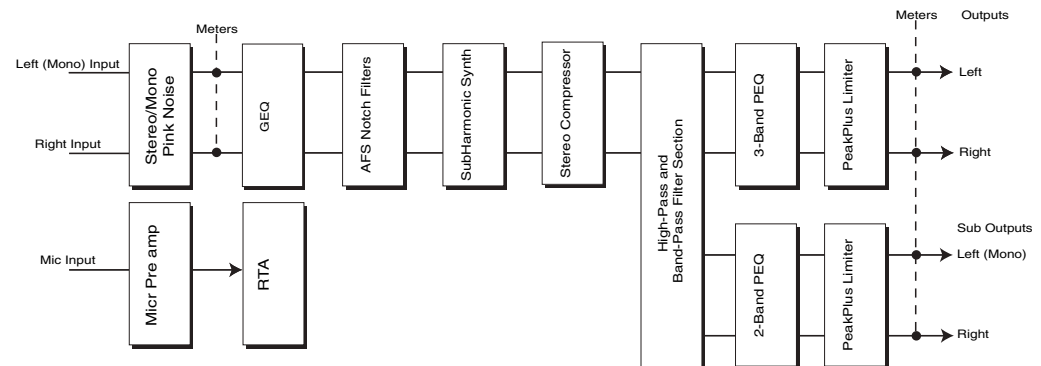 Meters
Meters
Outputs
Left (Mono) Input
Right Input
Stereo/Mono
Pink Noise
GEQ
AFS Notch Filters
SubHarmonic Synth
Stereo Compressor
High-Pass and
Band-Pass Filter Section
3-Band PEQ
PeakPlus Limiter
Left
Right
Mic Input
Micr Pre amp
RTA
2-Band PEQ
PeakPlus Limiter
Sub Outputs
Left (Mono)
Right